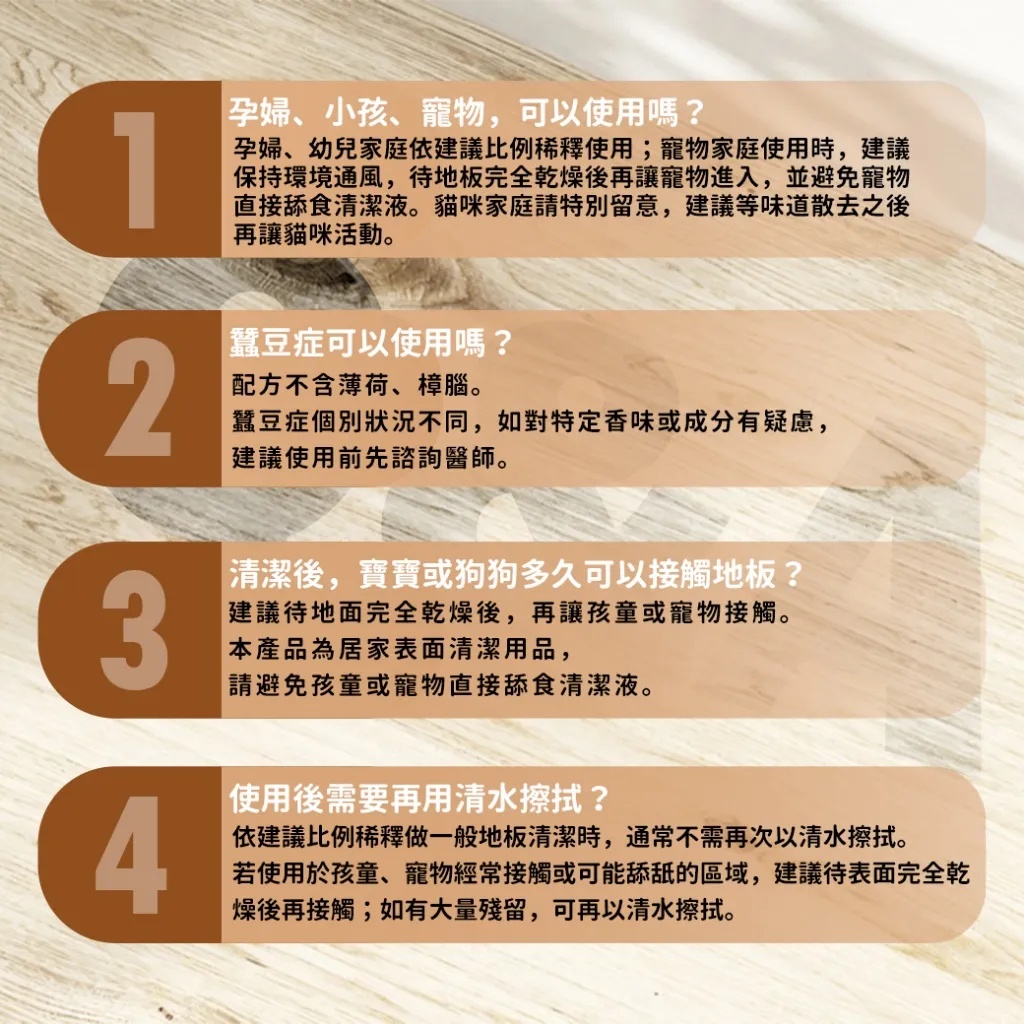 1
孕婦、小孩、寵物，可以使用嗎？
孕婦、幼兒家庭依建議比例稀釋使用；寵物家庭使用時，建議
保持環境通風，待地板完全乾燥後再讓寵物進入，並避免寵物
直接舔食清潔液。貓咪家庭請特別留意，建議等味道散去之後
再讓貓咪活動。
2
蠶豆症可以使用嗎？
配方不含薄荷、樟腦。
蠶豆症個別狀況不同，如對特定香味或成分有疑慮，
建議使用前先諮詢醫師。
3
清潔後，寶寶或狗狗多久可以接觸地板？
建議待地面完全乾燥後，再讓孩童或寵物接觸。
本產品為居家表面清潔用品，
請避免孩童或寵物直接舔食清潔液。
4
使用後需要再用清水擦拭？
依建議比例稀釋做一般地板清潔時，通常不需再次以清水擦拭。
若使用於孩童、寵物經常接觸或可能舔舐的區域，建議待表面完全乾
燥後再接觸；如有大量殘留，可再以清水擦拭。